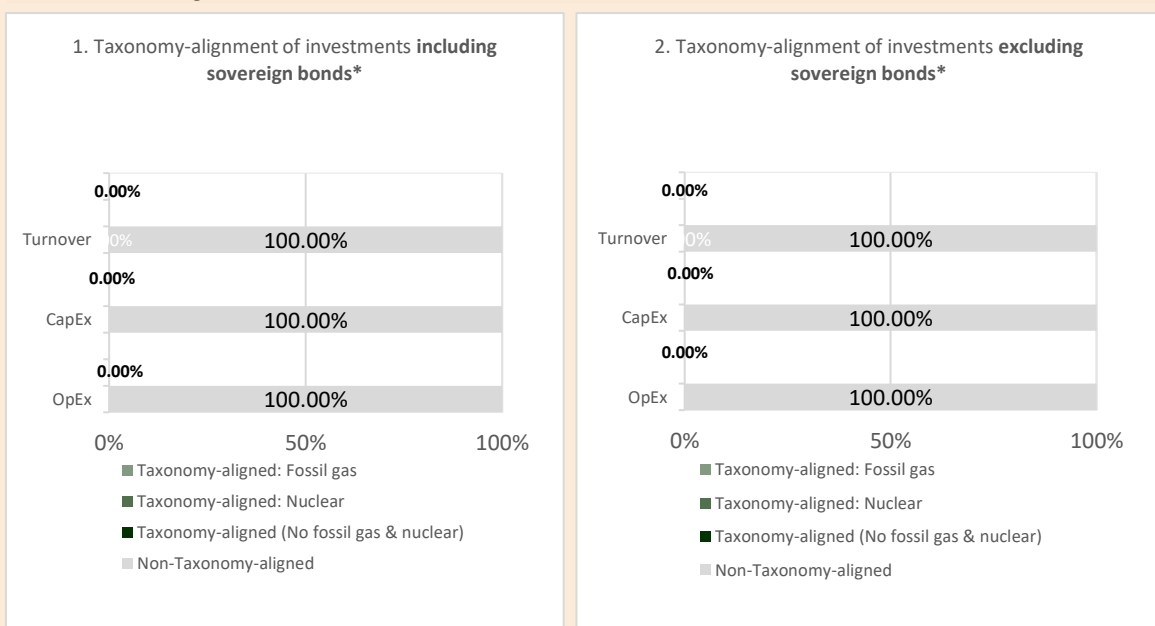 1. Taxonomy-alignment of investments including
sovereign bonds*
0.00%
Turnover 100.00%
0.00%
CapEx 100.00%
0.00%
OpEx 100.00%
0% 50% 100%
Taxonomy-aligned: Fossil gas
Taxonomy-aligned: Nuclear
Taxonomy-aligned (No fossil gas & nuclear)
Non-Taxonomy-aligned
2. Taxonomy-alignment of investments excluding
sovereign bonds*
0.00%
Turnover 100.00%
0.00%
CapEx 100.00%
0.00%
OpEx 100.00%
0% 50% 100%
Taxonomy-aligned: Fossil gas
Taxonomy-aligned: Nuclear
Taxonomy-aligned (No fossil gas & nuclear)
Non-Taxonomy-aligned